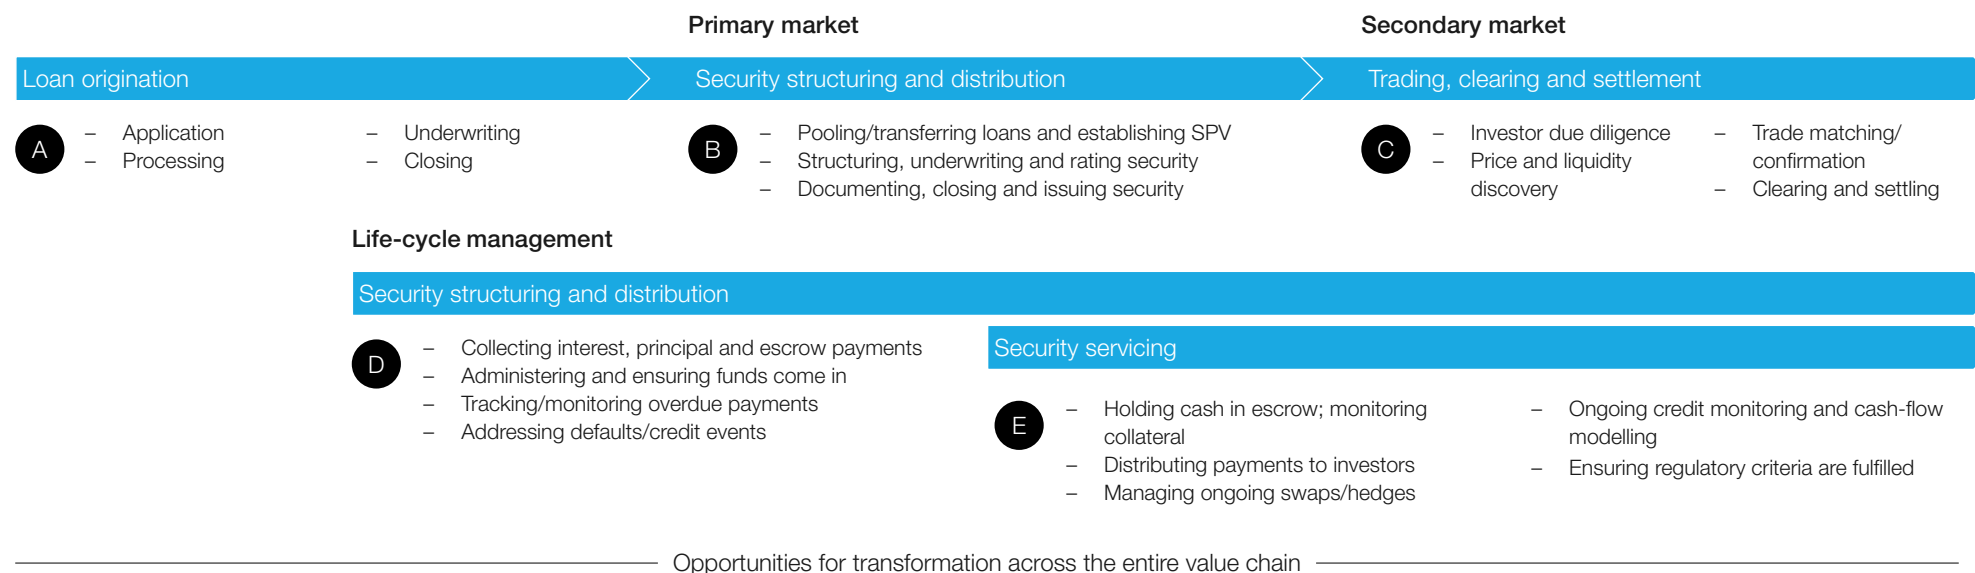 Primary market
Secondary market
Loan origination
Security structuring and distribution
Trading, clearing and settlement
A
– Application
– Processing
– Underwriting
– Closing
B
– Pooling/transferring loans and establishing SPV
– Structuring, underwriting and rating security
– Documenting, closing and issuing security
C
– Investor due diligence
– Price and liquidity
discovery
– Trade matching/
confirmation
– Clearing and settling
Life-cycle management
Security structuring and distribution
D
– Collecting interest, principal and escrow payments
– Administering and ensuring funds come in
– Tracking/monitoring overdue payments
– Addressing defaults/credit events
Security servicing
E
– Holding cash in escrow; monitoring
collateral
– Distributing payments to investors
– Managing ongoing swaps/hedges
– Ongoing credit monitoring and cash-flow
modelling
– Ensuring regulatory criteria are fulfilled
Opportunities for transformation across the entire value chain